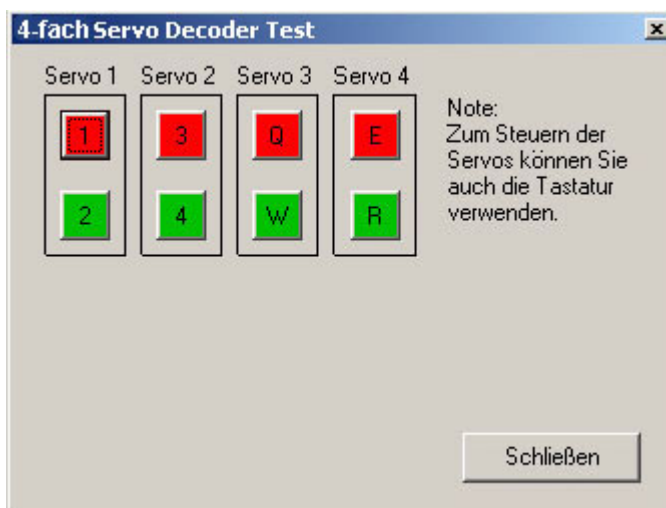 4-fach Servo Decoder Test
Servo 1 Servo 2 Servo 3 Servo 4
1 3 Q E
2 4 W R
Note:
Zum Steuern der
Servos können Sie
auch die Tastatur
verwenden.
Schließen